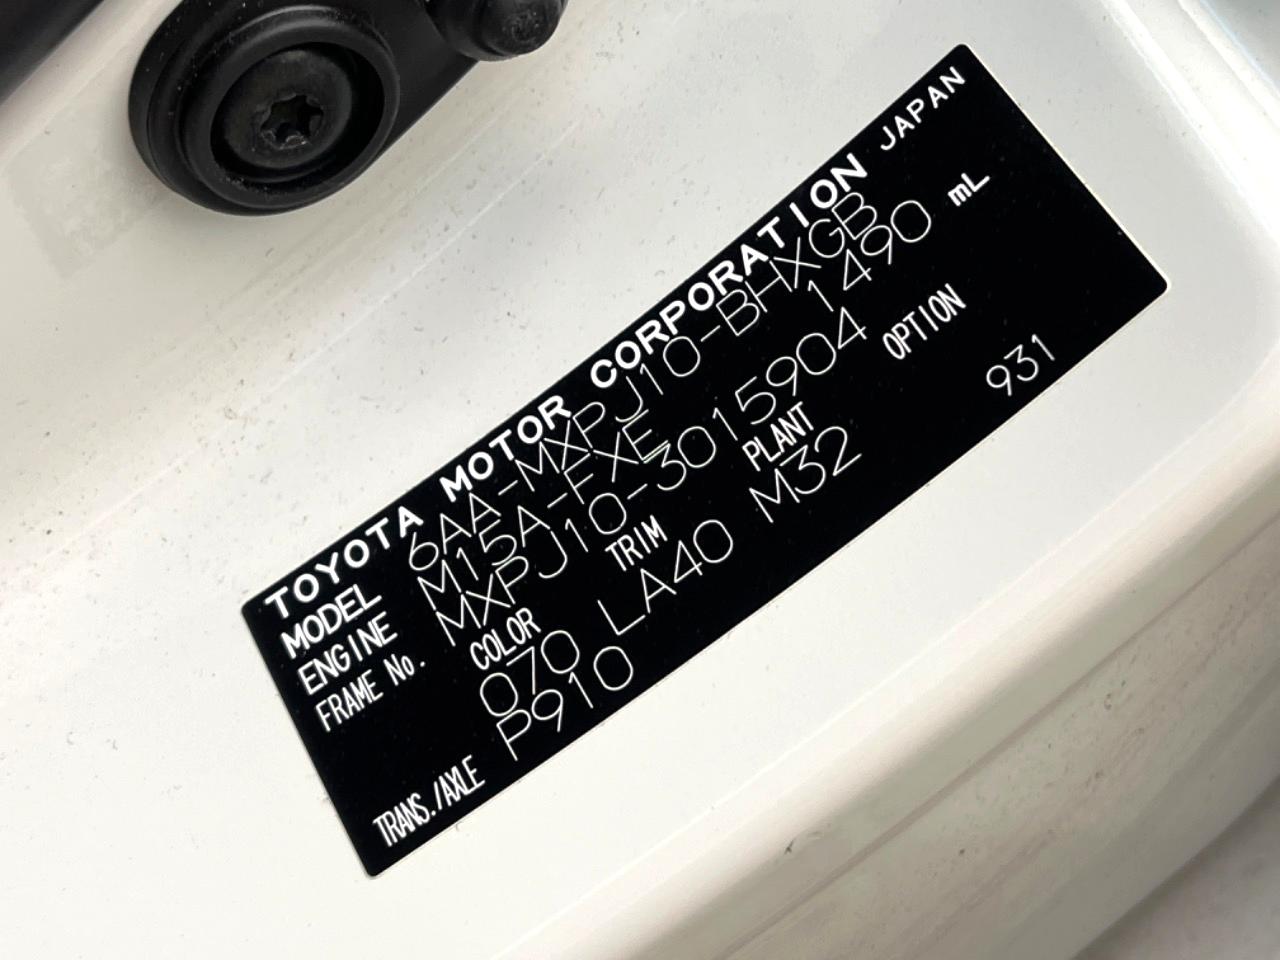 TOYOTA MOTOR CORPORATION JAPAN
MODEL 6AA-MXPJ10-BHXGB
ENGINE M15A-FXE 1490 mL
FRAME No. MXPJ10-3015904
COLOR TRIM PLANT OPTION
070 LA40 M32 931
TRANS./AXLE P910